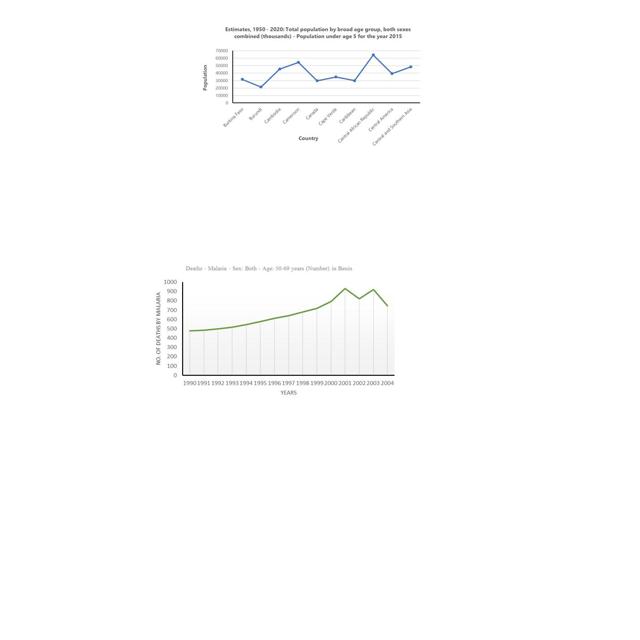 Estimates, 1950 - 2020: Total population by broad age group, both sexes
combined (thousands) - Population under age 5 for the year 2015
70000
60000
50000
40000
30000
20000
10000
0
Population
Burkina Faso
Burundi
Cambodia
Cameroon
Canada
Cape Verde
Caribbean
Central African Republic
Central America
Central and Southern Asia
Country
Deaths - Malaria - Sex: Both - Age: 50-69 years (Number) in Benin
1000
900
800
700
600
500
400
300
200
100
0
NO. OF DEATHS BY MALARIA
1990 1991 1992 1993 1994 1995 1996 1997 1998 1999 2000 2001 2002 2003 2004
YEARS